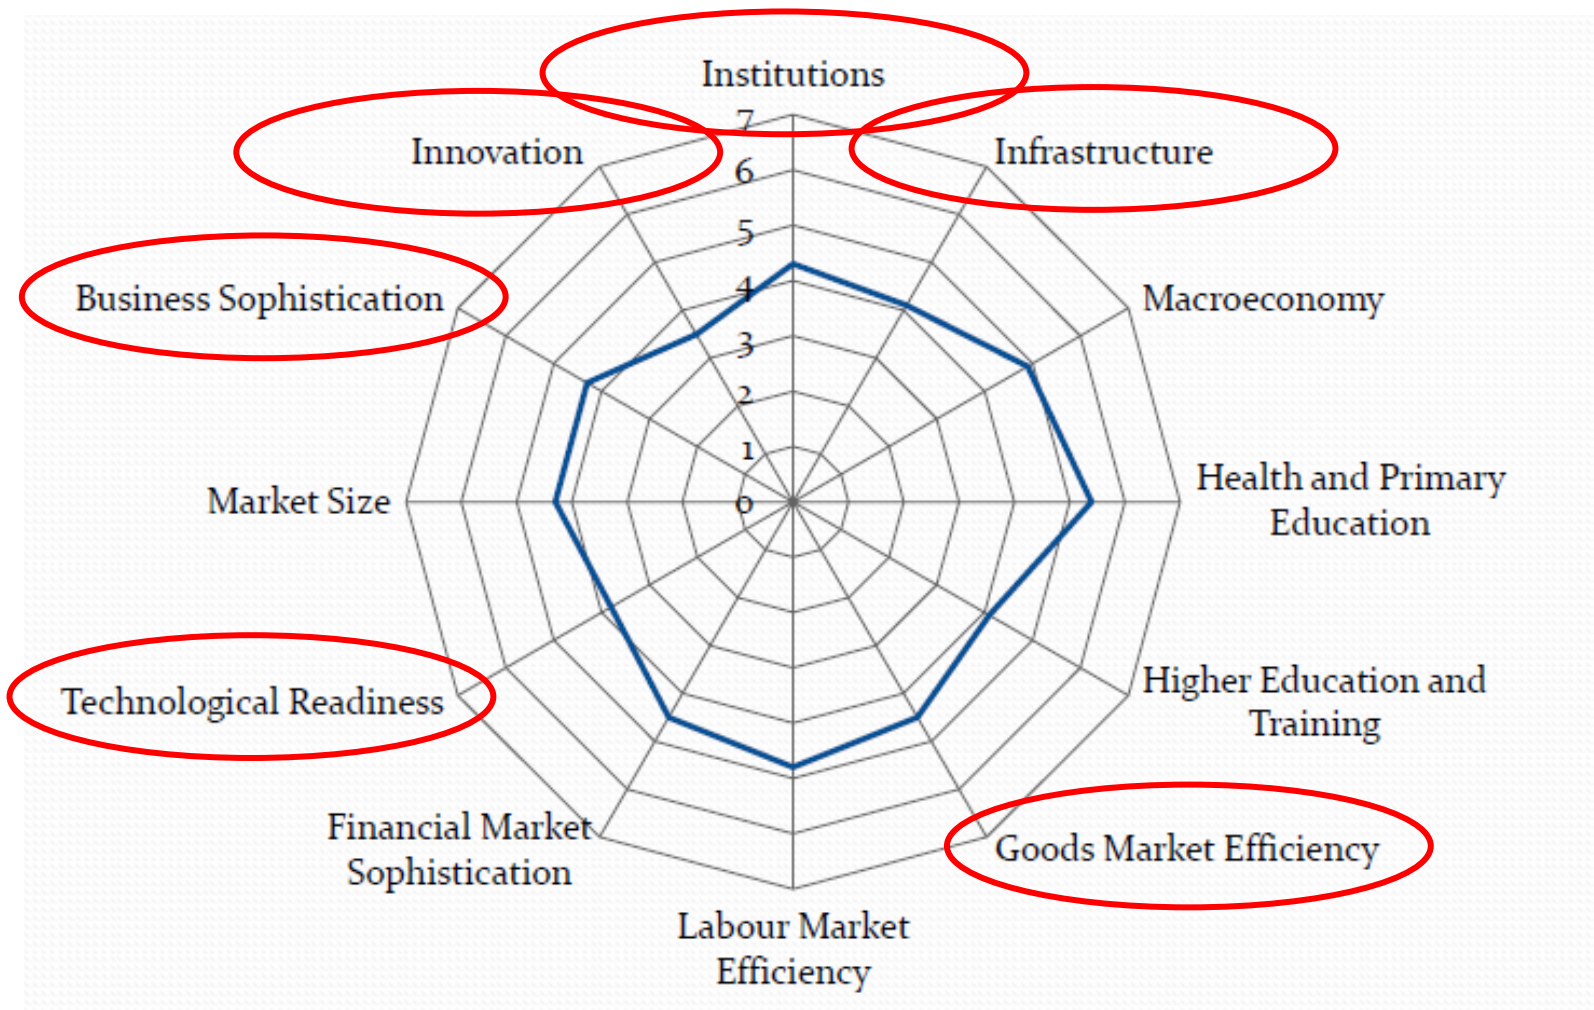 Institutions
Innovation
Infrastructure
7
6
5
4
3
2
1
0
Business Sophistication
Macroeconomy
Market Size
Health and Primary
Education
Technological Readiness
Higher Education and
Training
Financial Market
Sophistication
Goods Market Efficiency
Labour Market
Efficiency